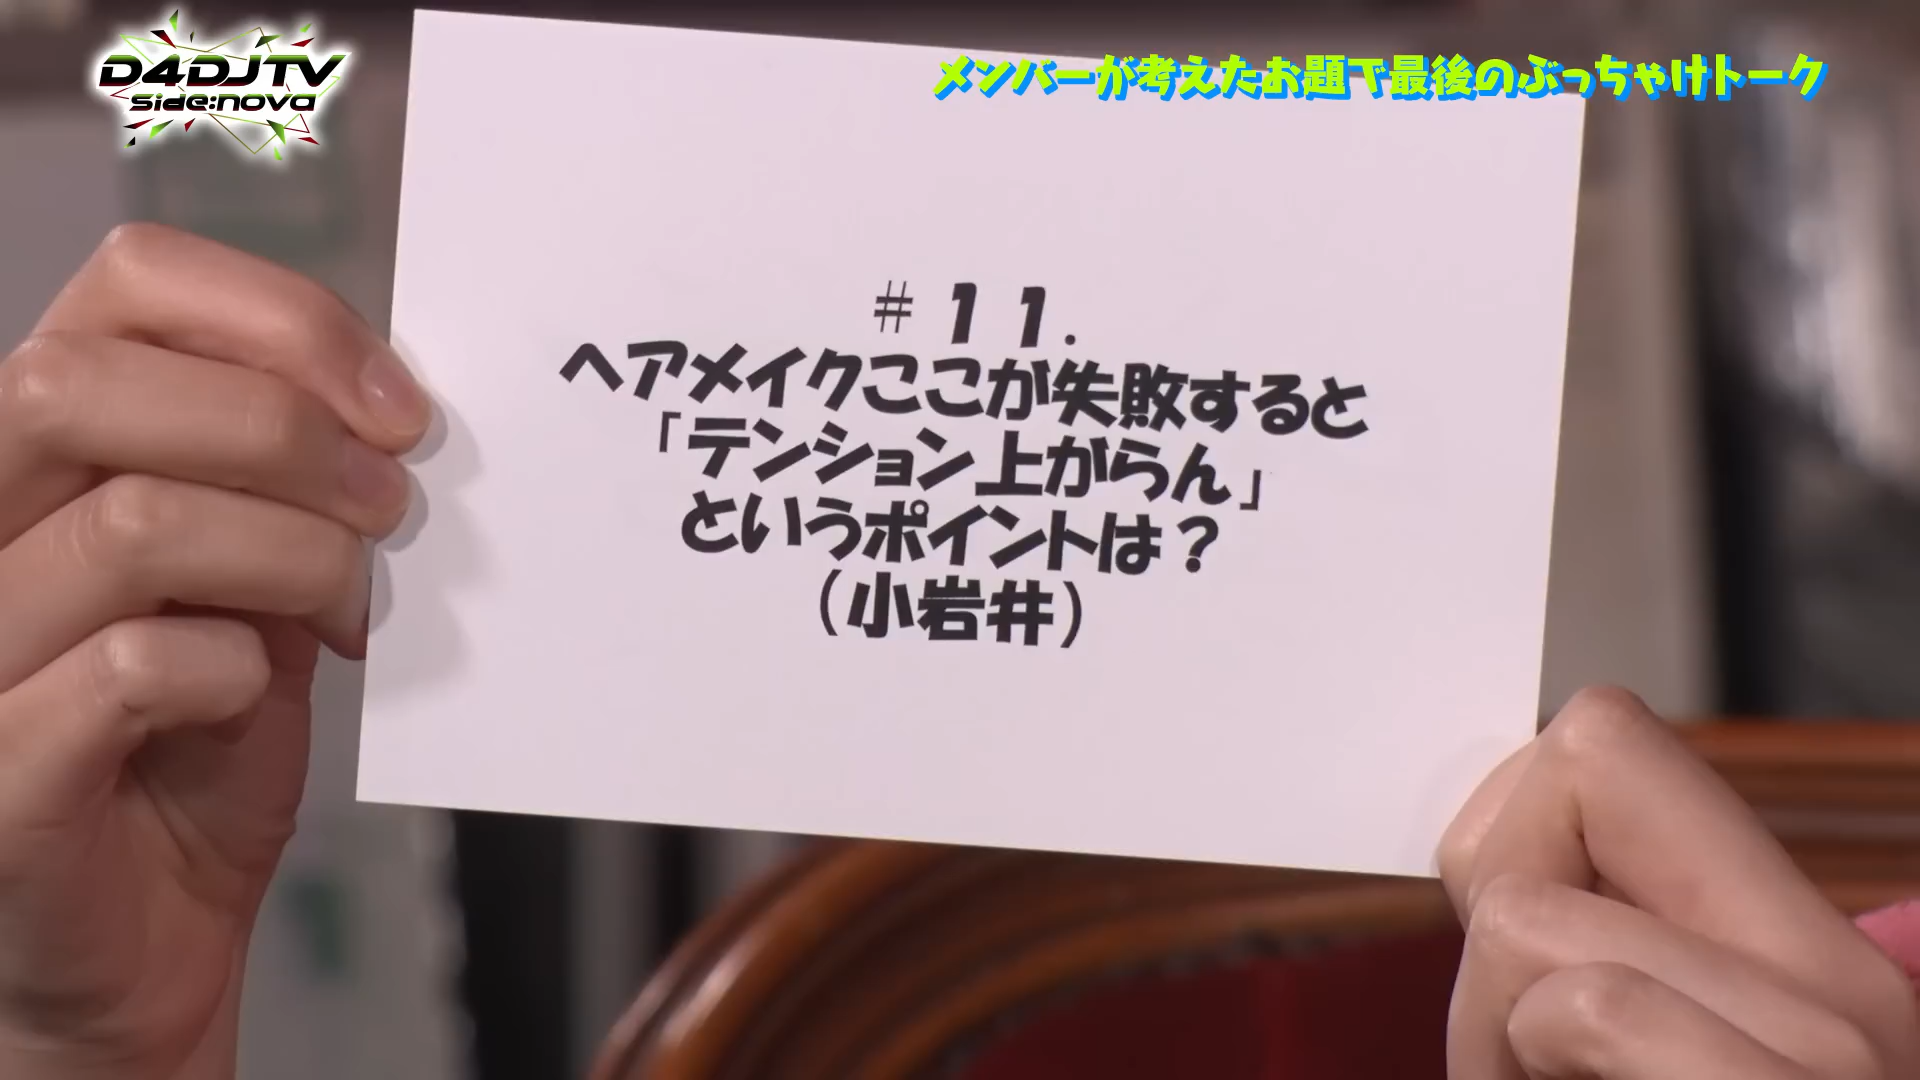 D4DJTV
side:nova
メンバーが考えたお題で最後のぶっちゃけトーク
#11.
ヘアメイクここが失敗すると
「テンション上がらん」
というポイントは？
(小岩井)